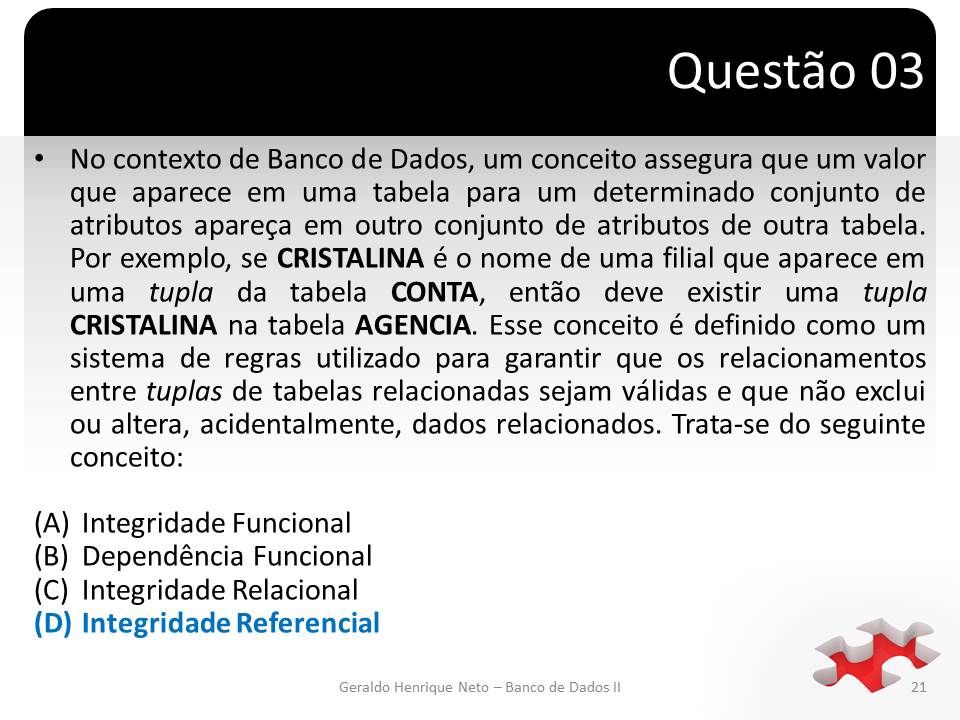 Questão 03
• No contexto de Banco de Dados, um conceito assegura que um valor
que aparece em uma tabela para um determinado conjunto de
atributos apareça em outro conjunto de atributos de outra tabela.
Por exemplo, se CRISTALINA é o nome de uma filial que aparece em
uma tupla da tabela CONTA, então deve existir uma tupla
CRISTALINA na tabela AGENCIA. Esse conceito é definido como um
sistema de regras utilizado para garantir que os relacionamentos
entre tuplas de tabelas relacionadas sejam válidas e que não exclui
ou altera, acidentalmente, dados relacionados. Trata-se do seguinte
conceito:
(A) Integridade Funcional
(B) Dependência Funcional
(C) Integridade Relacional
(D) Integridade Referencial
Geraldo Henrique Neto – Banco de Dados II
21